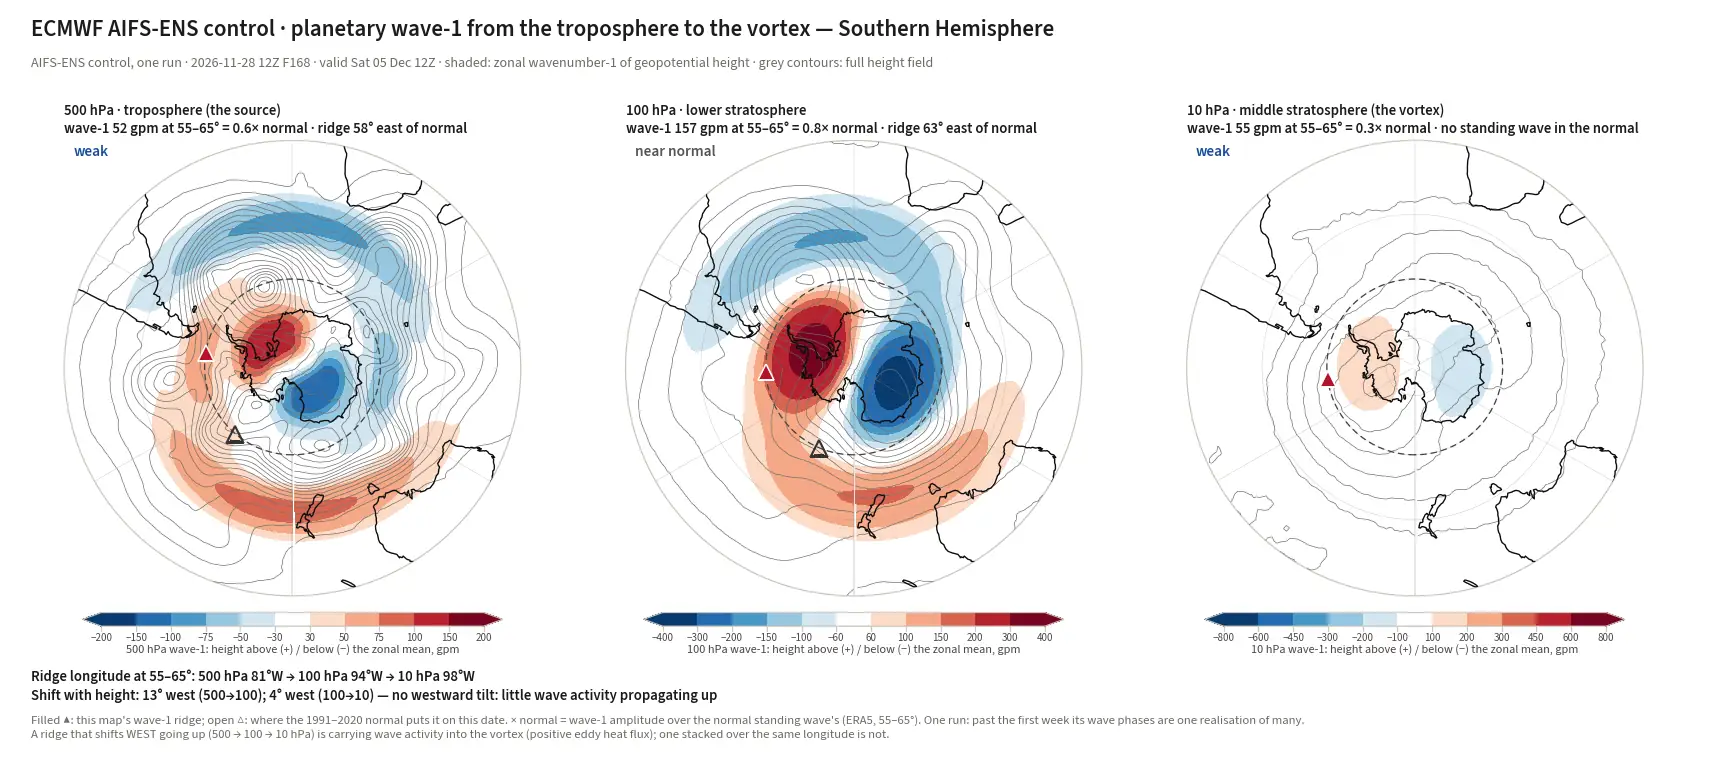 ECMWF AIFS-ENS control · planetary wave-1 from the troposphere to the vortex — Southern Hemisphere
AIFS-ENS control, one run · 2026-11-28 12Z F168 · valid Sat 05 Dec 12Z · shaded: zonal wavenumber-1 of geopotential height · grey contours: full height field
500 hPa · troposphere (the source)
wave-1 52 gpm at 55–65° = 0.6× normal · ridge 58° east of normal
weak
100 hPa · lower stratosphere
wave-1 157 gpm at 55–65° = 0.8× normal · ridge 63° east of normal
near normal
10 hPa · middle stratosphere (the vortex)
wave-1 55 gpm at 55–65° = 0.3× normal · no standing wave in the normal
weak
−200 −150 −100 −75 −50 −30 30 50 75 100 150 200
500 hPa wave-1: height above (+) / below (−) the zonal mean, gpm
−400 −300 −200 −150 −100 −60 60 100 150 200 300 400
100 hPa wave-1: height above (+) / below (−) the zonal mean, gpm
−800 −600 −450 −300 −200 −100 100 200 300 450 600 800
10 hPa wave-1: height above (+) / below (−) the zonal mean, gpm
Ridge longitude at 55–65°: 500 hPa 81°W → 100 hPa 94°W → 10 hPa 98°W
Shift with height: 13° west (500→100); 4° west (100→10) — no westward tilt: little wave activity propagating up
Filled ▲: this map's wave-1 ridge; open △: where the 1991–2020 normal puts it on this date. × normal = wave-1 amplitude over the normal standing wave's (ERA5, 55–65°). One run: past the first week its wave phases are one realisation of many.
A ridge that shifts WEST going up (500 → 100 → 10 hPa) is carrying wave activity into the vortex (positive eddy heat flux); one stacked over the same longitude is not.